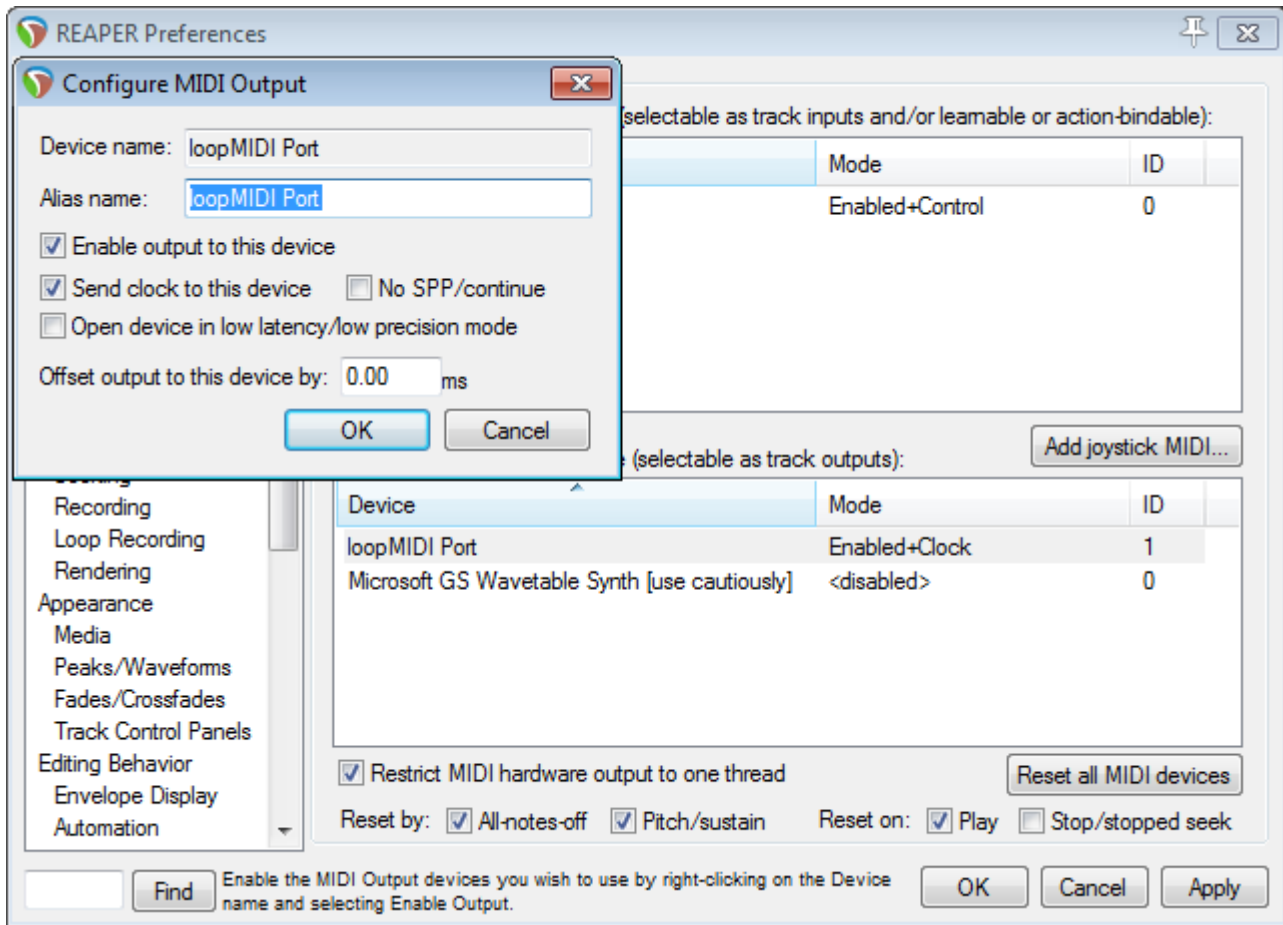 REAPER Preferences
Configure MIDI Output
Device name: loopMIDI Port
Alias name: loopMIDI Port
Enable output to this device
Send clock to this device No SPP/continue
Open device in low latency/low precision mode
Offset output to this device by: 0.00 ms
OK Cancel
(selectable as track inputs and/or learnable or action-bindable):
Mode ID
Enabled+Control 0
Add joystick MIDI...
(selectable as track outputs):
Recording
Loop Recording
Rendering
Appearance
Media
Peaks/Waveforms
Fades/Crossfades
Track Control Panels
Editing Behavior
Envelope Display
Automation
Device Mode ID
loopMIDI Port Enabled+Clock 1
Microsoft GS Wavetable Synth [use cautiously] <disabled> 0
Restrict MIDI hardware output to one thread
Reset all MIDI devices
Reset by: All-notes-off Pitch/sustain Reset on: Play Stop/stopped seek
Find
Enable the MIDI Output devices you wish to use by right-clicking on the Device
name and selecting Enable Output.
OK Cancel Apply